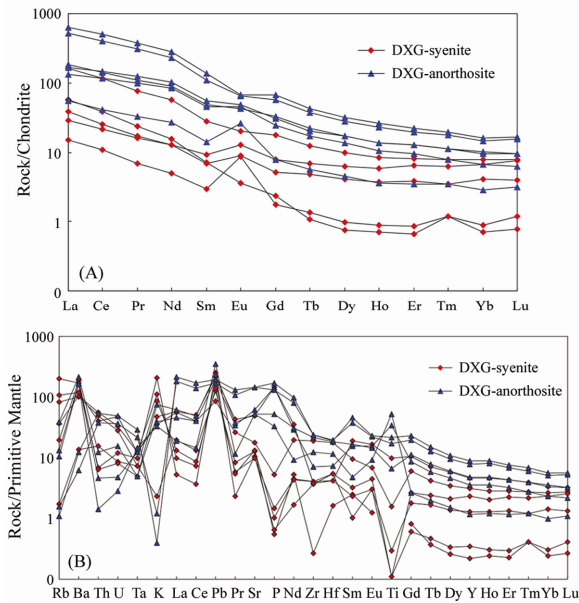 1000
DXG-syenite
DXG-anorthosite
100
10
1
0
Rock/Chondrite
(A)
La Ce Pr Nd Sm Eu Gd Tb Dy Ho Er Tm Yb Lu
1000
DXG-syenite
DXG-anorthosite
100
10
1
0
Rock/Primitive Mantle
(B)
Rb Ba Th U Ta K La Ce Pb Pr Sr P Nd Zr Hf Sm Eu Ti Gd Tb Dy Y Ho Er Tm Yb Lu